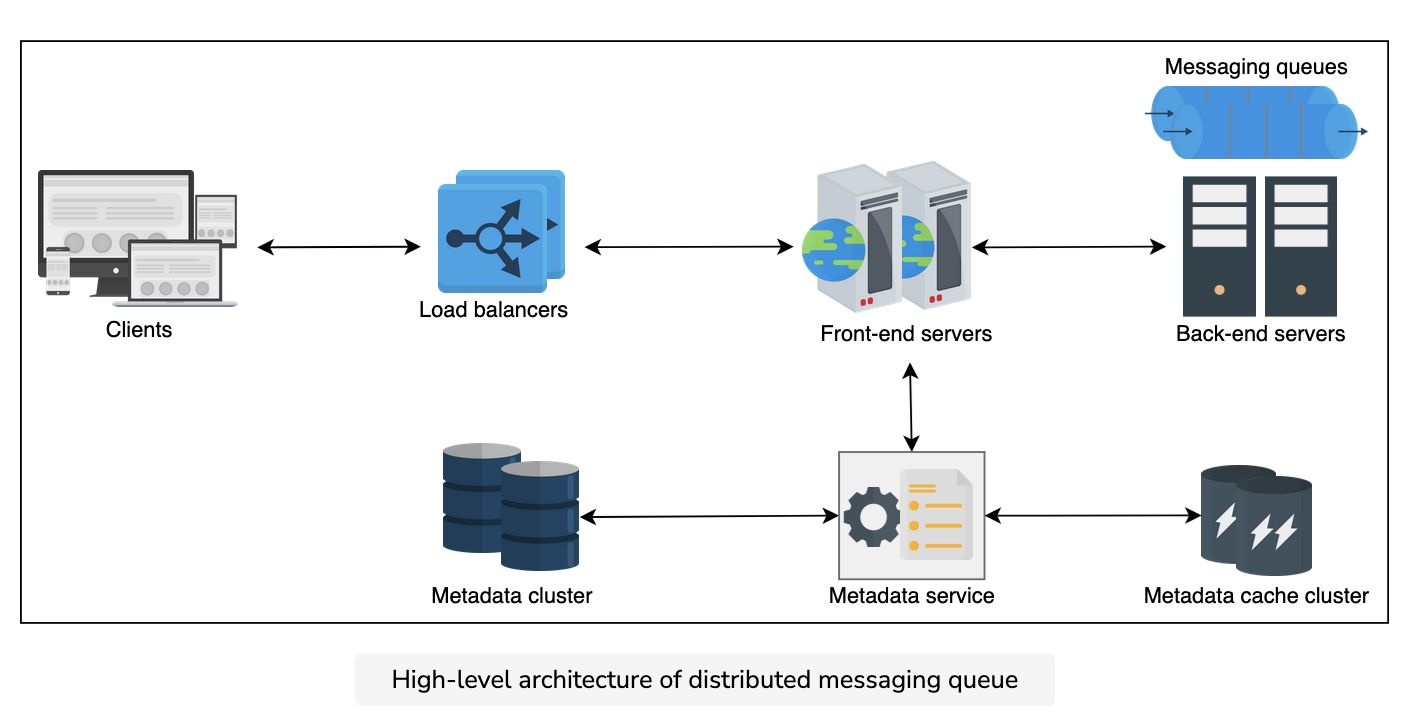 Messaging queues
Clients
Load balancers
Front-end servers
Back-end servers
Metadata cluster
Metadata service
Metadata cache cluster
High-level architecture of distributed messaging queue